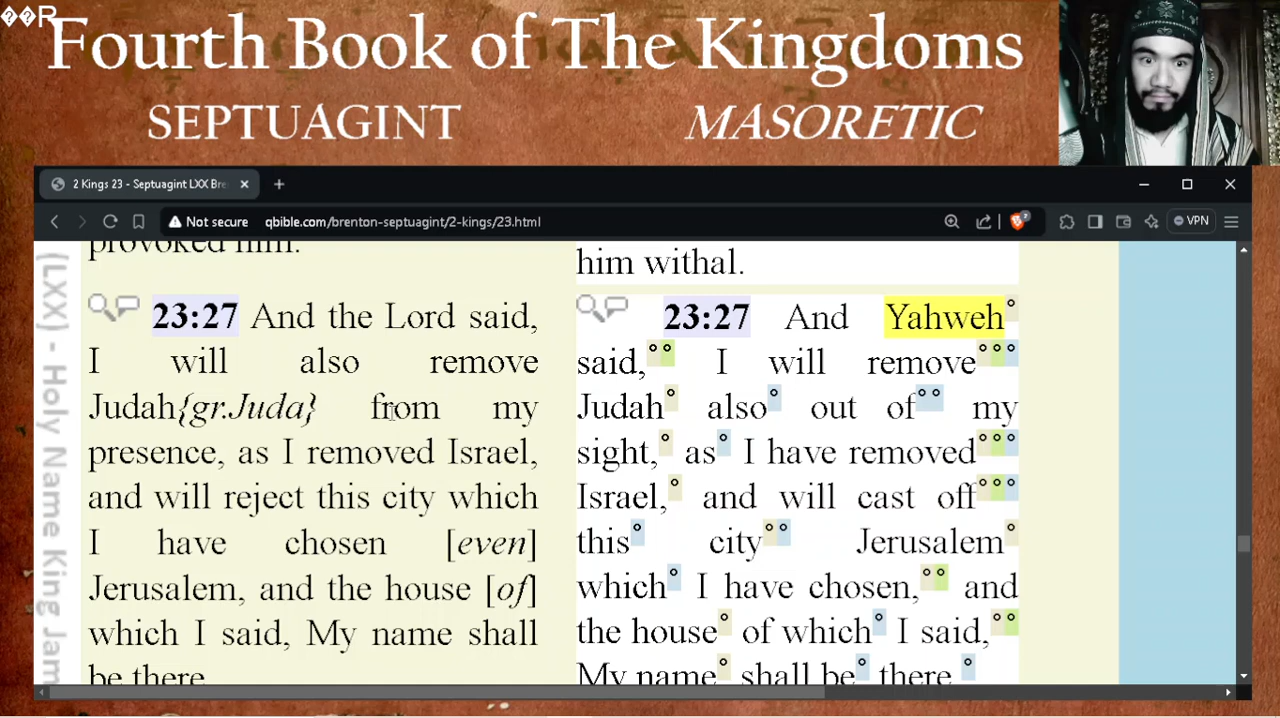 Fourth Book of The Kingdoms
SEPTUAGINT
MASORETIC
2 Kings 23 - Septuagint LXX Bre
Not secure
qbible.com/brenton-septuagint/2-kings/23.html
VPN
(LXX) - Holy Name King Jam
provoked him.
23:27 And the Lord said,
I will also remove
Judah{gr.Juda} from my
presence, as I removed Israel,
and will reject this city which
I have chosen [even]
Jerusalem, and the house [of]
which I said, My name shall
be there
him withal.
23:27 And Yahweh°
said,°° I will remove°°°
Judah° also° out of°° my
sight,° as° I have removed°°°
Israel,° and will cast off°°°
this° city°° Jerusalem°
which° I have chosen,°° and
the house° of which° I said,°°
My name° shall be° there °